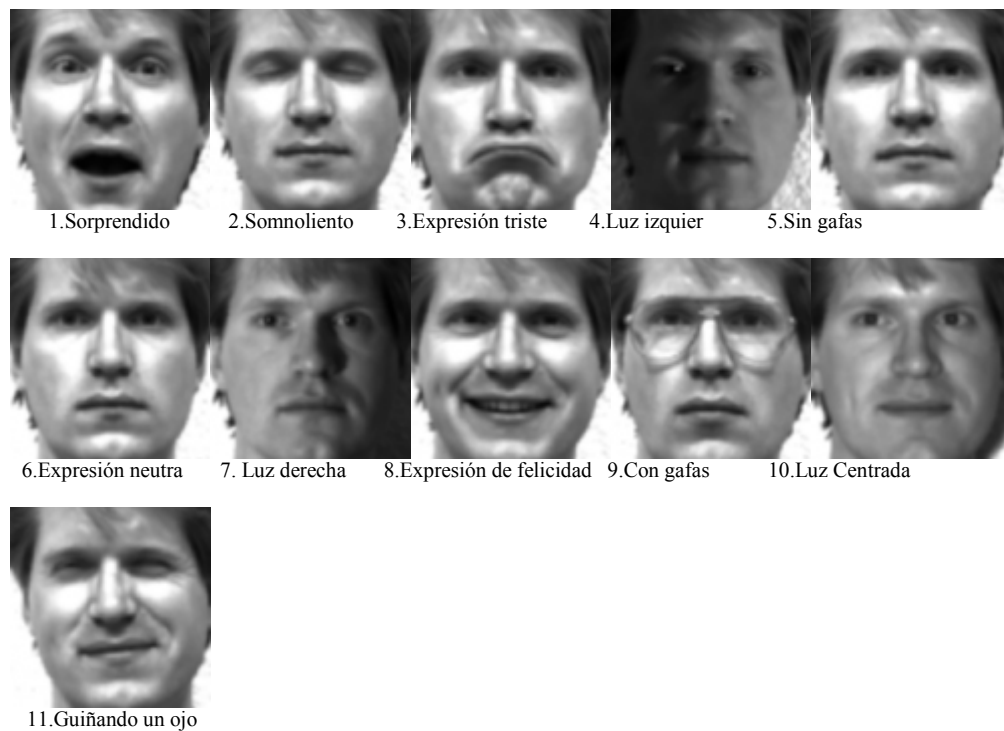 1.Sorprendido 2.Somnoliento 3.Expresión triste 4.Luz izquier 5.Sin gafas
6.Expresión neutra 7. Luz derecha 8.Expresión de felicidad 9.Con gafas 10.Luz Centrada
11.Guiñando un ojo